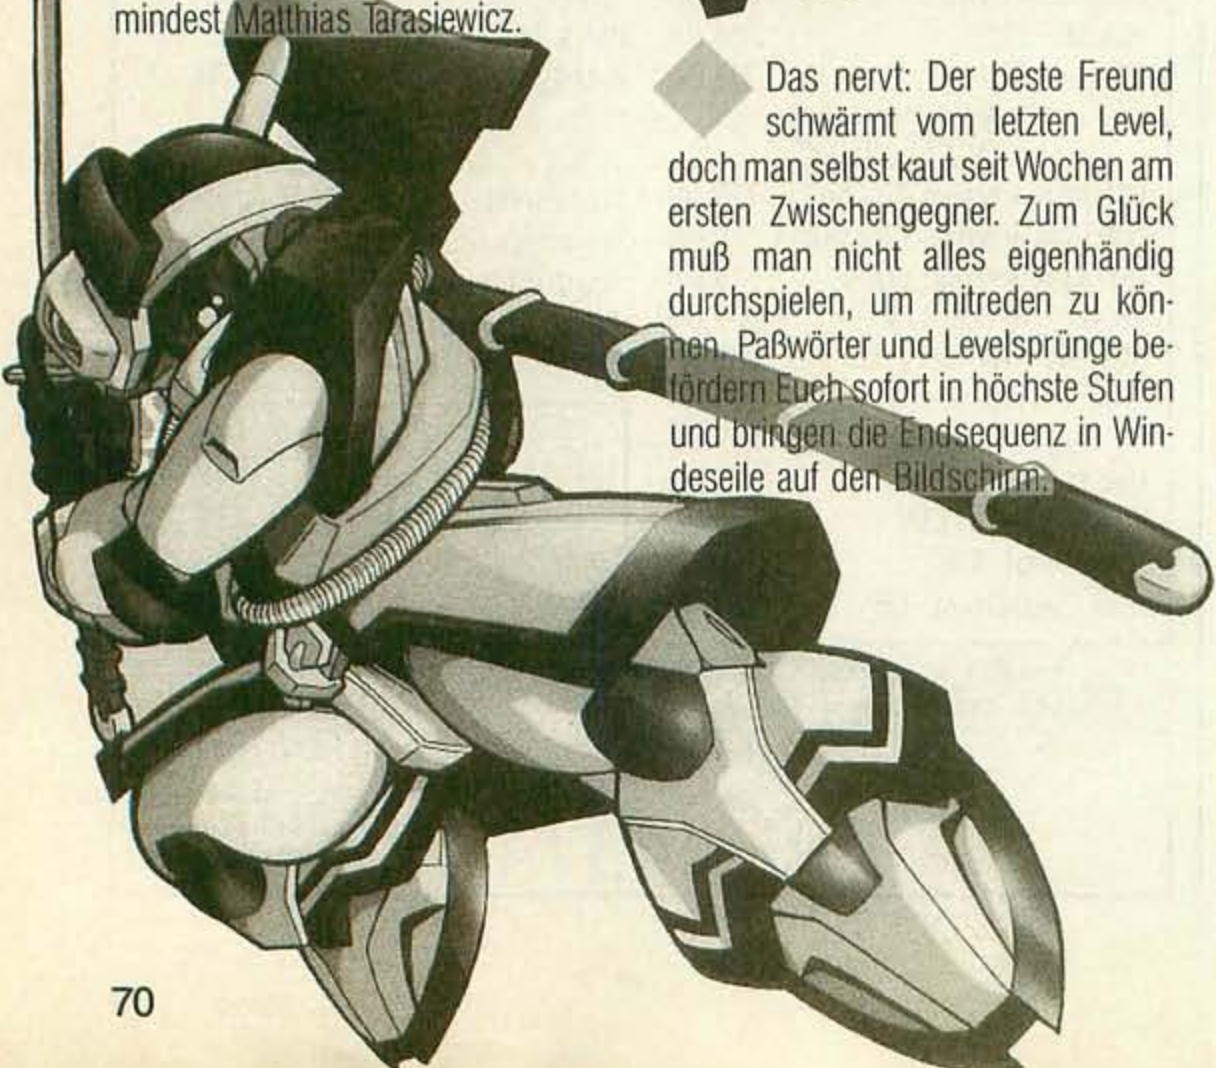 mindest Matthias Tarasiewicz.
Das nervt: Der beste Freund
schwärmt vom letzten Level,
doch man selbst kaut seit Wochen am
ersten Zwischengegner. Zum Glück
muß man nicht alles eigenhändig
durchspielen, um mitreden zu kön-
nen. Paßwörter und Levelsprünge be-
fördern Euch sofort in höchste Stufen
und bringen die Endsequenz in Win-
deseile auf den Bildschirm.
70